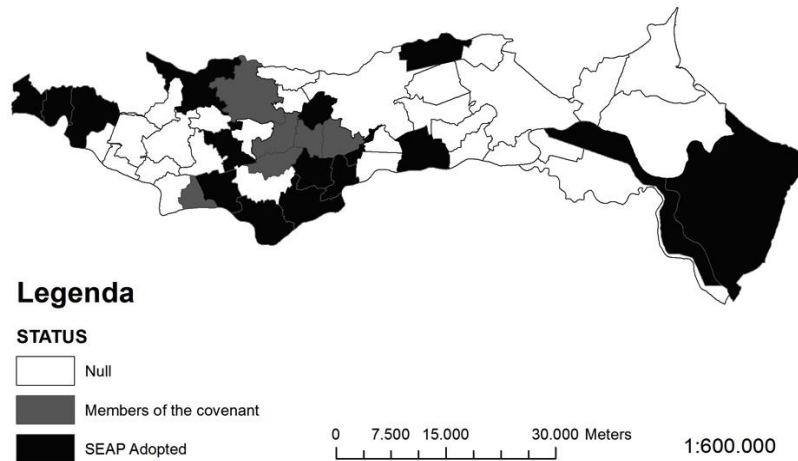 Legenda
STATUS
Null
Members of the covenant
SEAP Adopted
0 7.500 15.000 30.000 Meters
1:600.000